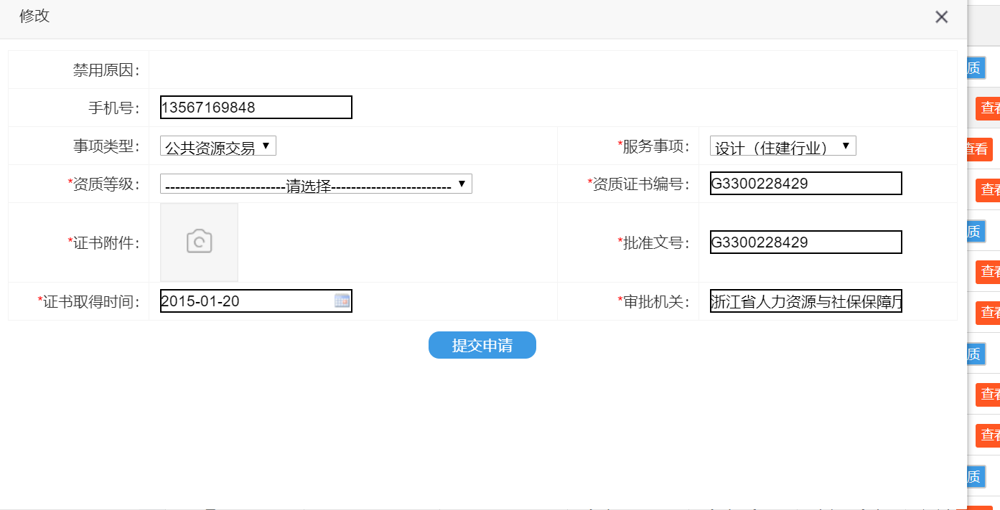 修改
禁用原因：
手机号： 13567169848
事项类型： 公共资源交易 *服务事项： 设计（住建行业）
*资质等级： ------------------------请选择------------------------ *资质证书编号： G3300228429
*证书附件： *批准文号： G3300228429
*证书取得时间： 2015-01-20 *审批机关： 浙江省人力资源与社保保障厅
提交申请
质
查看
查看
查看
质
查看
查看
质
查看
查看
质